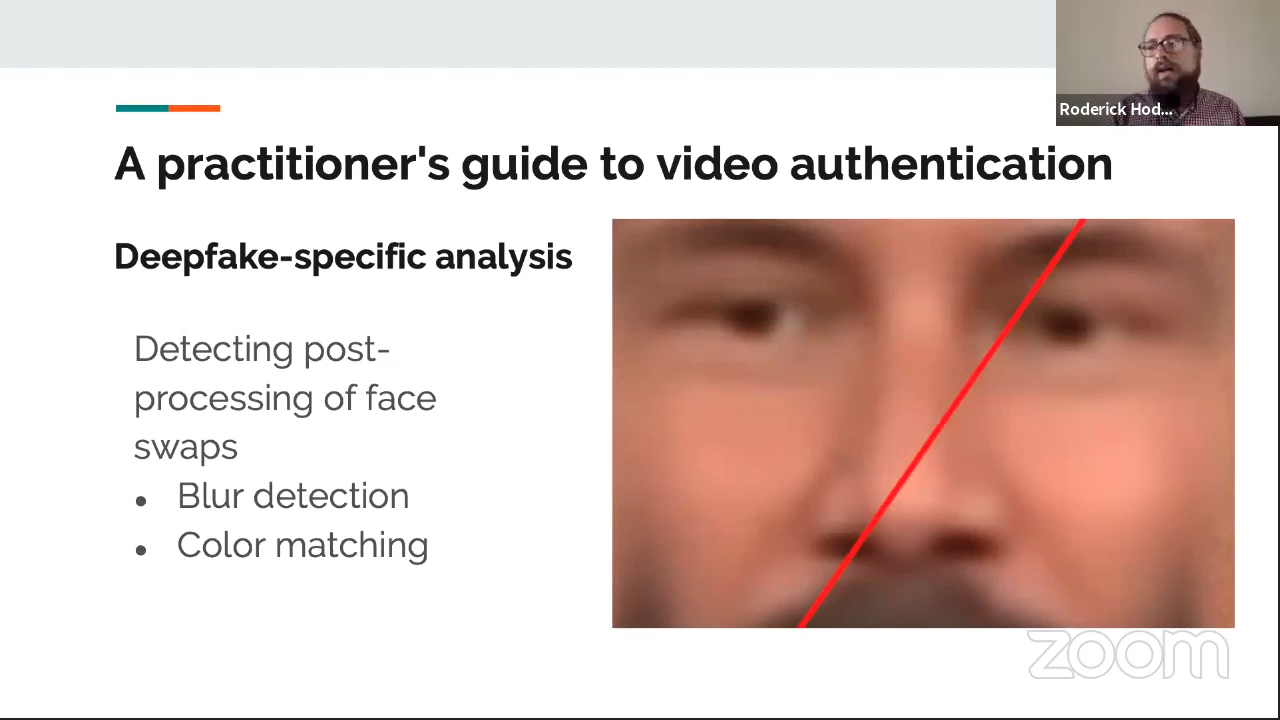 Roderick Hod...
A practitioner's guide to video authentication
Deepfake-specific analysis
Detecting post-
processing of face
swaps
• Blur detection
• Color matching
zoom